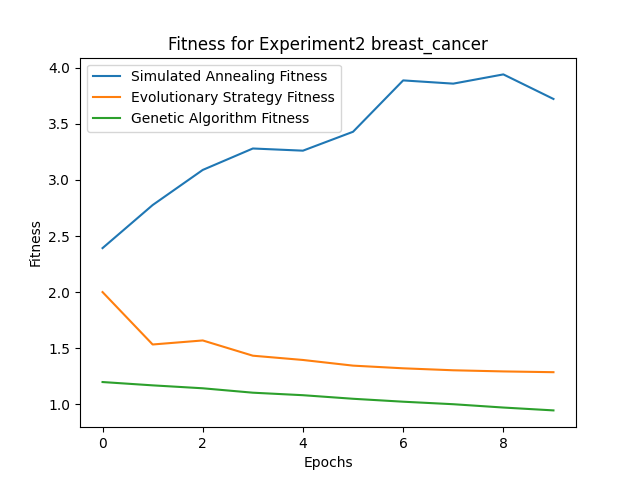 Fitness for Experiment2 breast_cancer
Simulated Annealing Fitness
Evolutionary Strategy Fitness
Genetic Algorithm Fitness
4.0
3.5
3.0
2.5
2.0
1.5
1.0
Fitness
0 2 4 6 8
Epochs